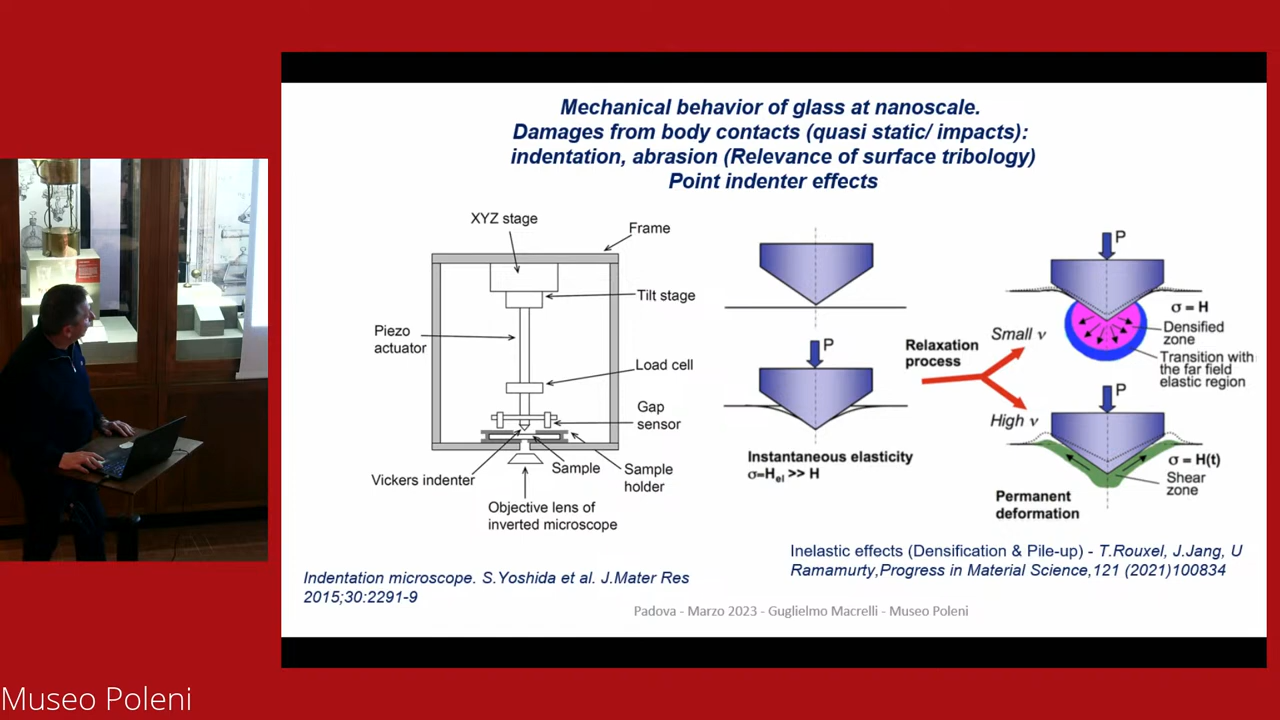 Mechanical behavior of glass at nanoscale.
Damages from body contacts (quasi static/ impacts):
indentation, abrasion (Relevance of surface tribology)
Point indenter effects
XYZ stage
Frame
Tilt stage
Piezo
actuator
Load cell
Gap
sensor
Vickers indenter
Sample
Sample
holder
Objective lens of
inverted microscope
Indentation microscope. S.Yoshida et al. J.Mater Res
2015;30:2291-9
P
Instantaneous elasticity
σ=Hel >> H
Relaxation
process
Small ν
High ν
P
σ = H
Densified
zone
Transition with
the far field
elastic region
P
σ = H(t)
Shear
zone
Permanent
deformation
Inelastic effects (Densification & Pile-up) - T.Rouxel, J.Jang, U
Ramamurty,Progress in Material Science,121 (2021)100834
Padova - Marzo 2023 - Guglielmo Macrelli - Museo Poleni
Museo Poleni